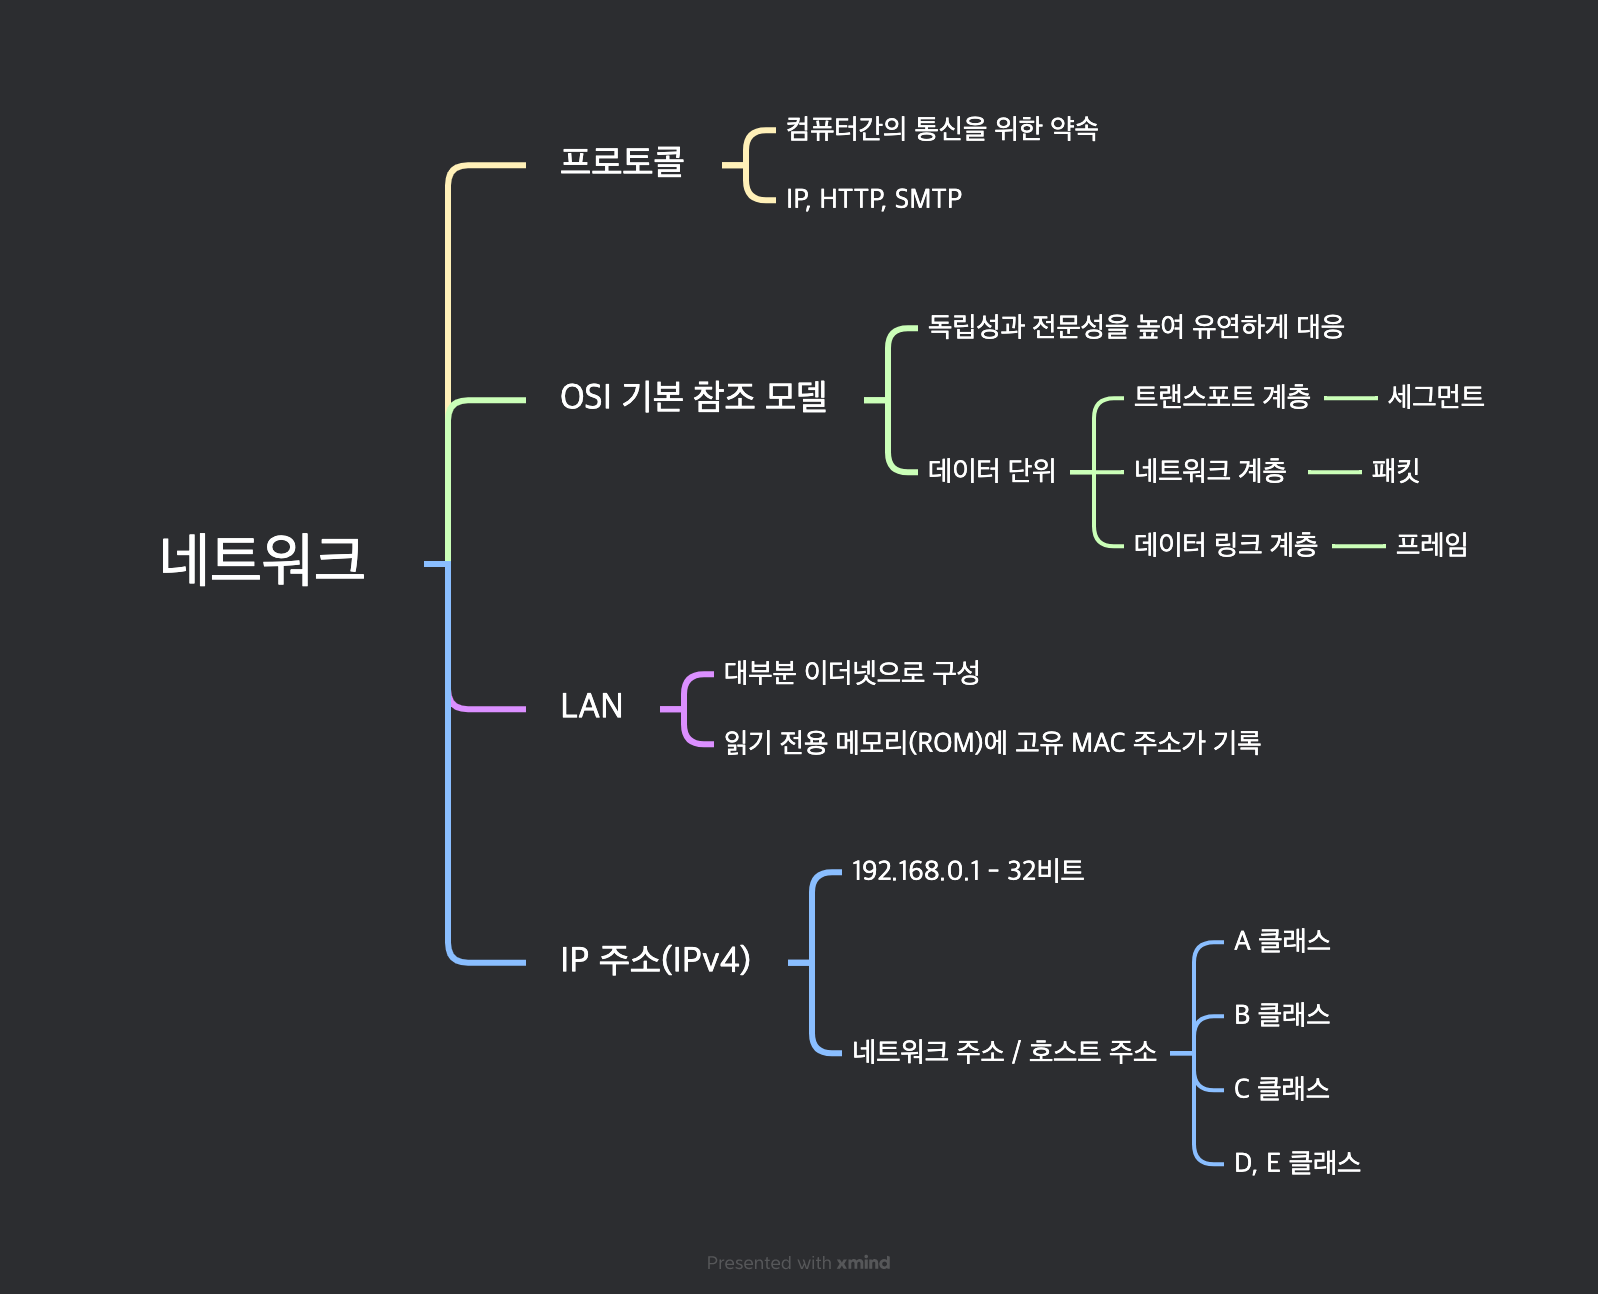 네트워크
프로토콜
컴퓨터간의 통신을 위한 약속
IP, HTTP, SMTP
OSI 기본 참조 모델
독립성과 전문성을 높여 유연하게 대응
데이터 단위
트랜스포트 계층
세그먼트
네트워크 계층
패킷
데이터 링크 계층
프레임
LAN
대부분 이더넷으로 구성
읽기 전용 메모리(ROM)에 고유 MAC 주소가 기록
IP 주소(IPv4)
192.168.0.1 - 32비트
네트워크 주소 / 호스트 주소
A 클래스
B 클래스
C 클래스
D, E 클래스
Presented with xmind